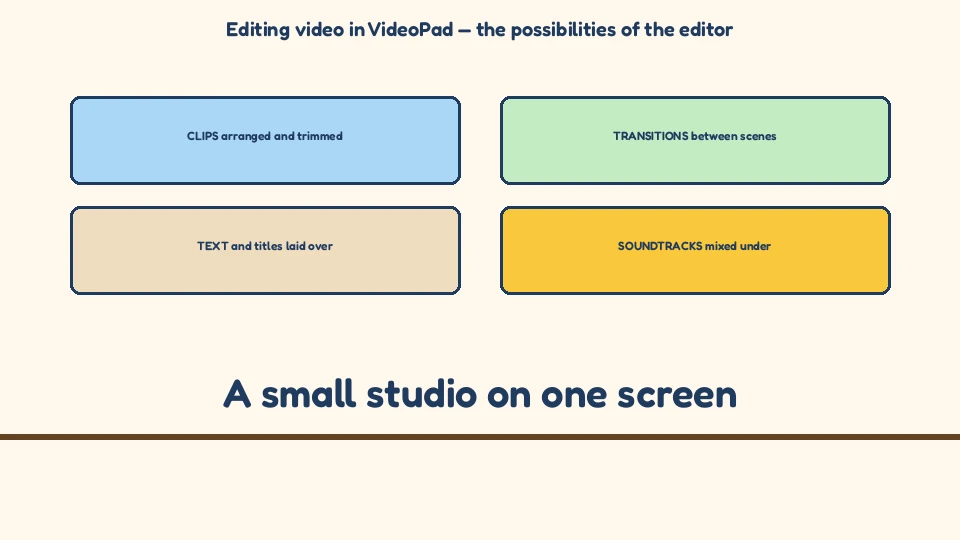 Editing video in VideoPad — the possibilities of the editor
CLIPS arranged and trimmed
TRANSITIONS between scenes
TEXT and titles laid over
SOUNDTRACKS mixed under
A small studio on one screen